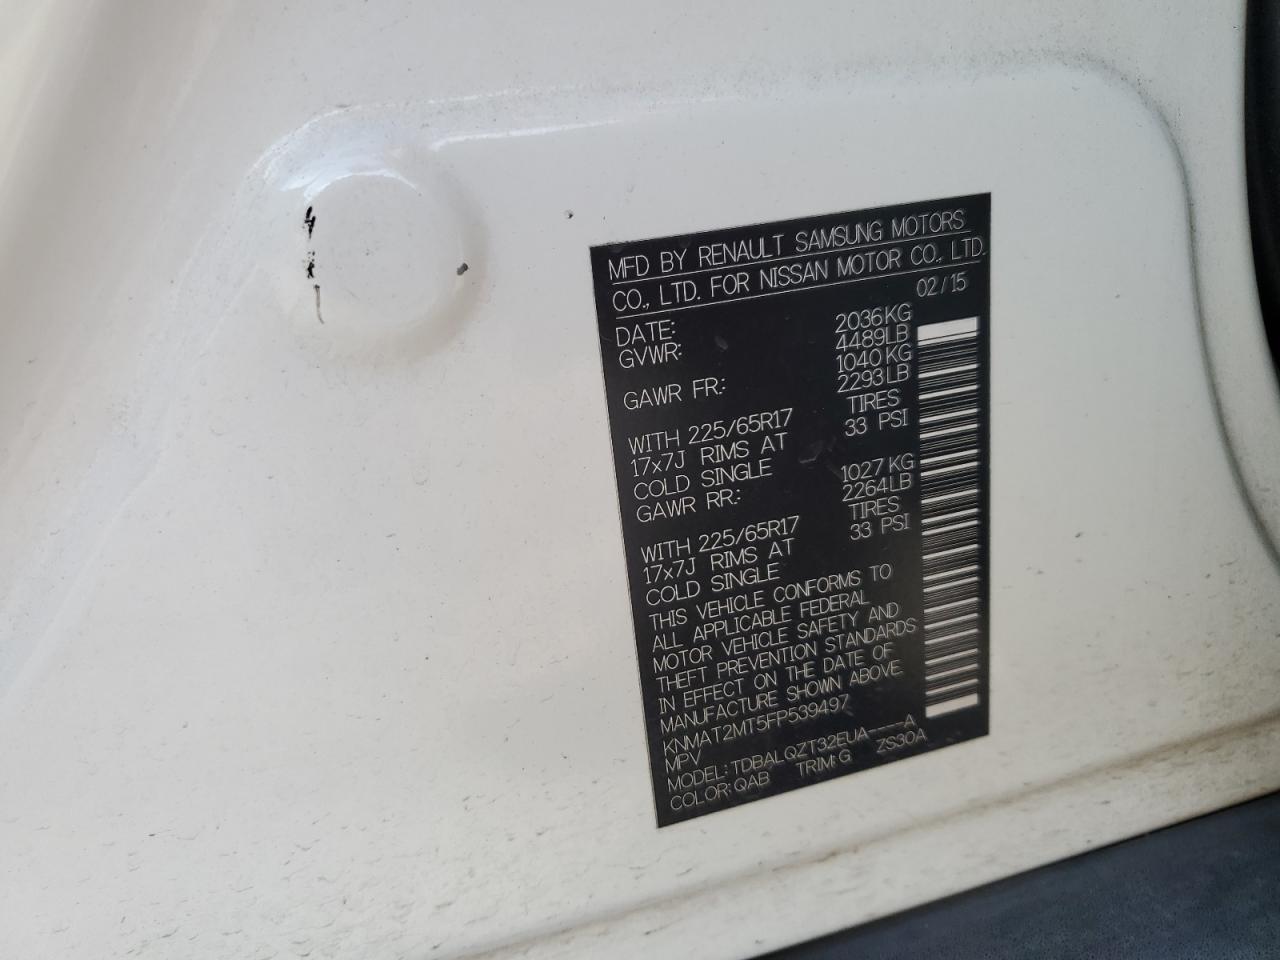 MFD BY RENAULT SAMSUNG MOTORS
CO., LTD. FOR NISSAN MOTOR CO., LTD.
DATE: 02/15
GVWR: 2036KG
4489LB
GAWR FR.: 1040KG
2293LB
WITH 225/65R17 TIRES
17x7J RIMS AT 33 PSI
COLD SINGLE
GAWR RR.: 1027KG
2264LB
WITH 225/65R17 TIRES
17x7J RIMS AT 33 PSI
COLD SINGLE
THIS VEHICLE CONFORMS TO
ALL APPLICABLE FEDERAL
MOTOR VEHICLE SAFETY AND
THEFT PREVENTION STANDARDS
IN EFFECT ON THE DATE OF
MANUFACTURE SHOWN ABOVE.
KNMAT2MT5FP539497
MPV
MODEL: TDBALQZT32EUA----A
COLOR: QAB TRIM:G ZS30A